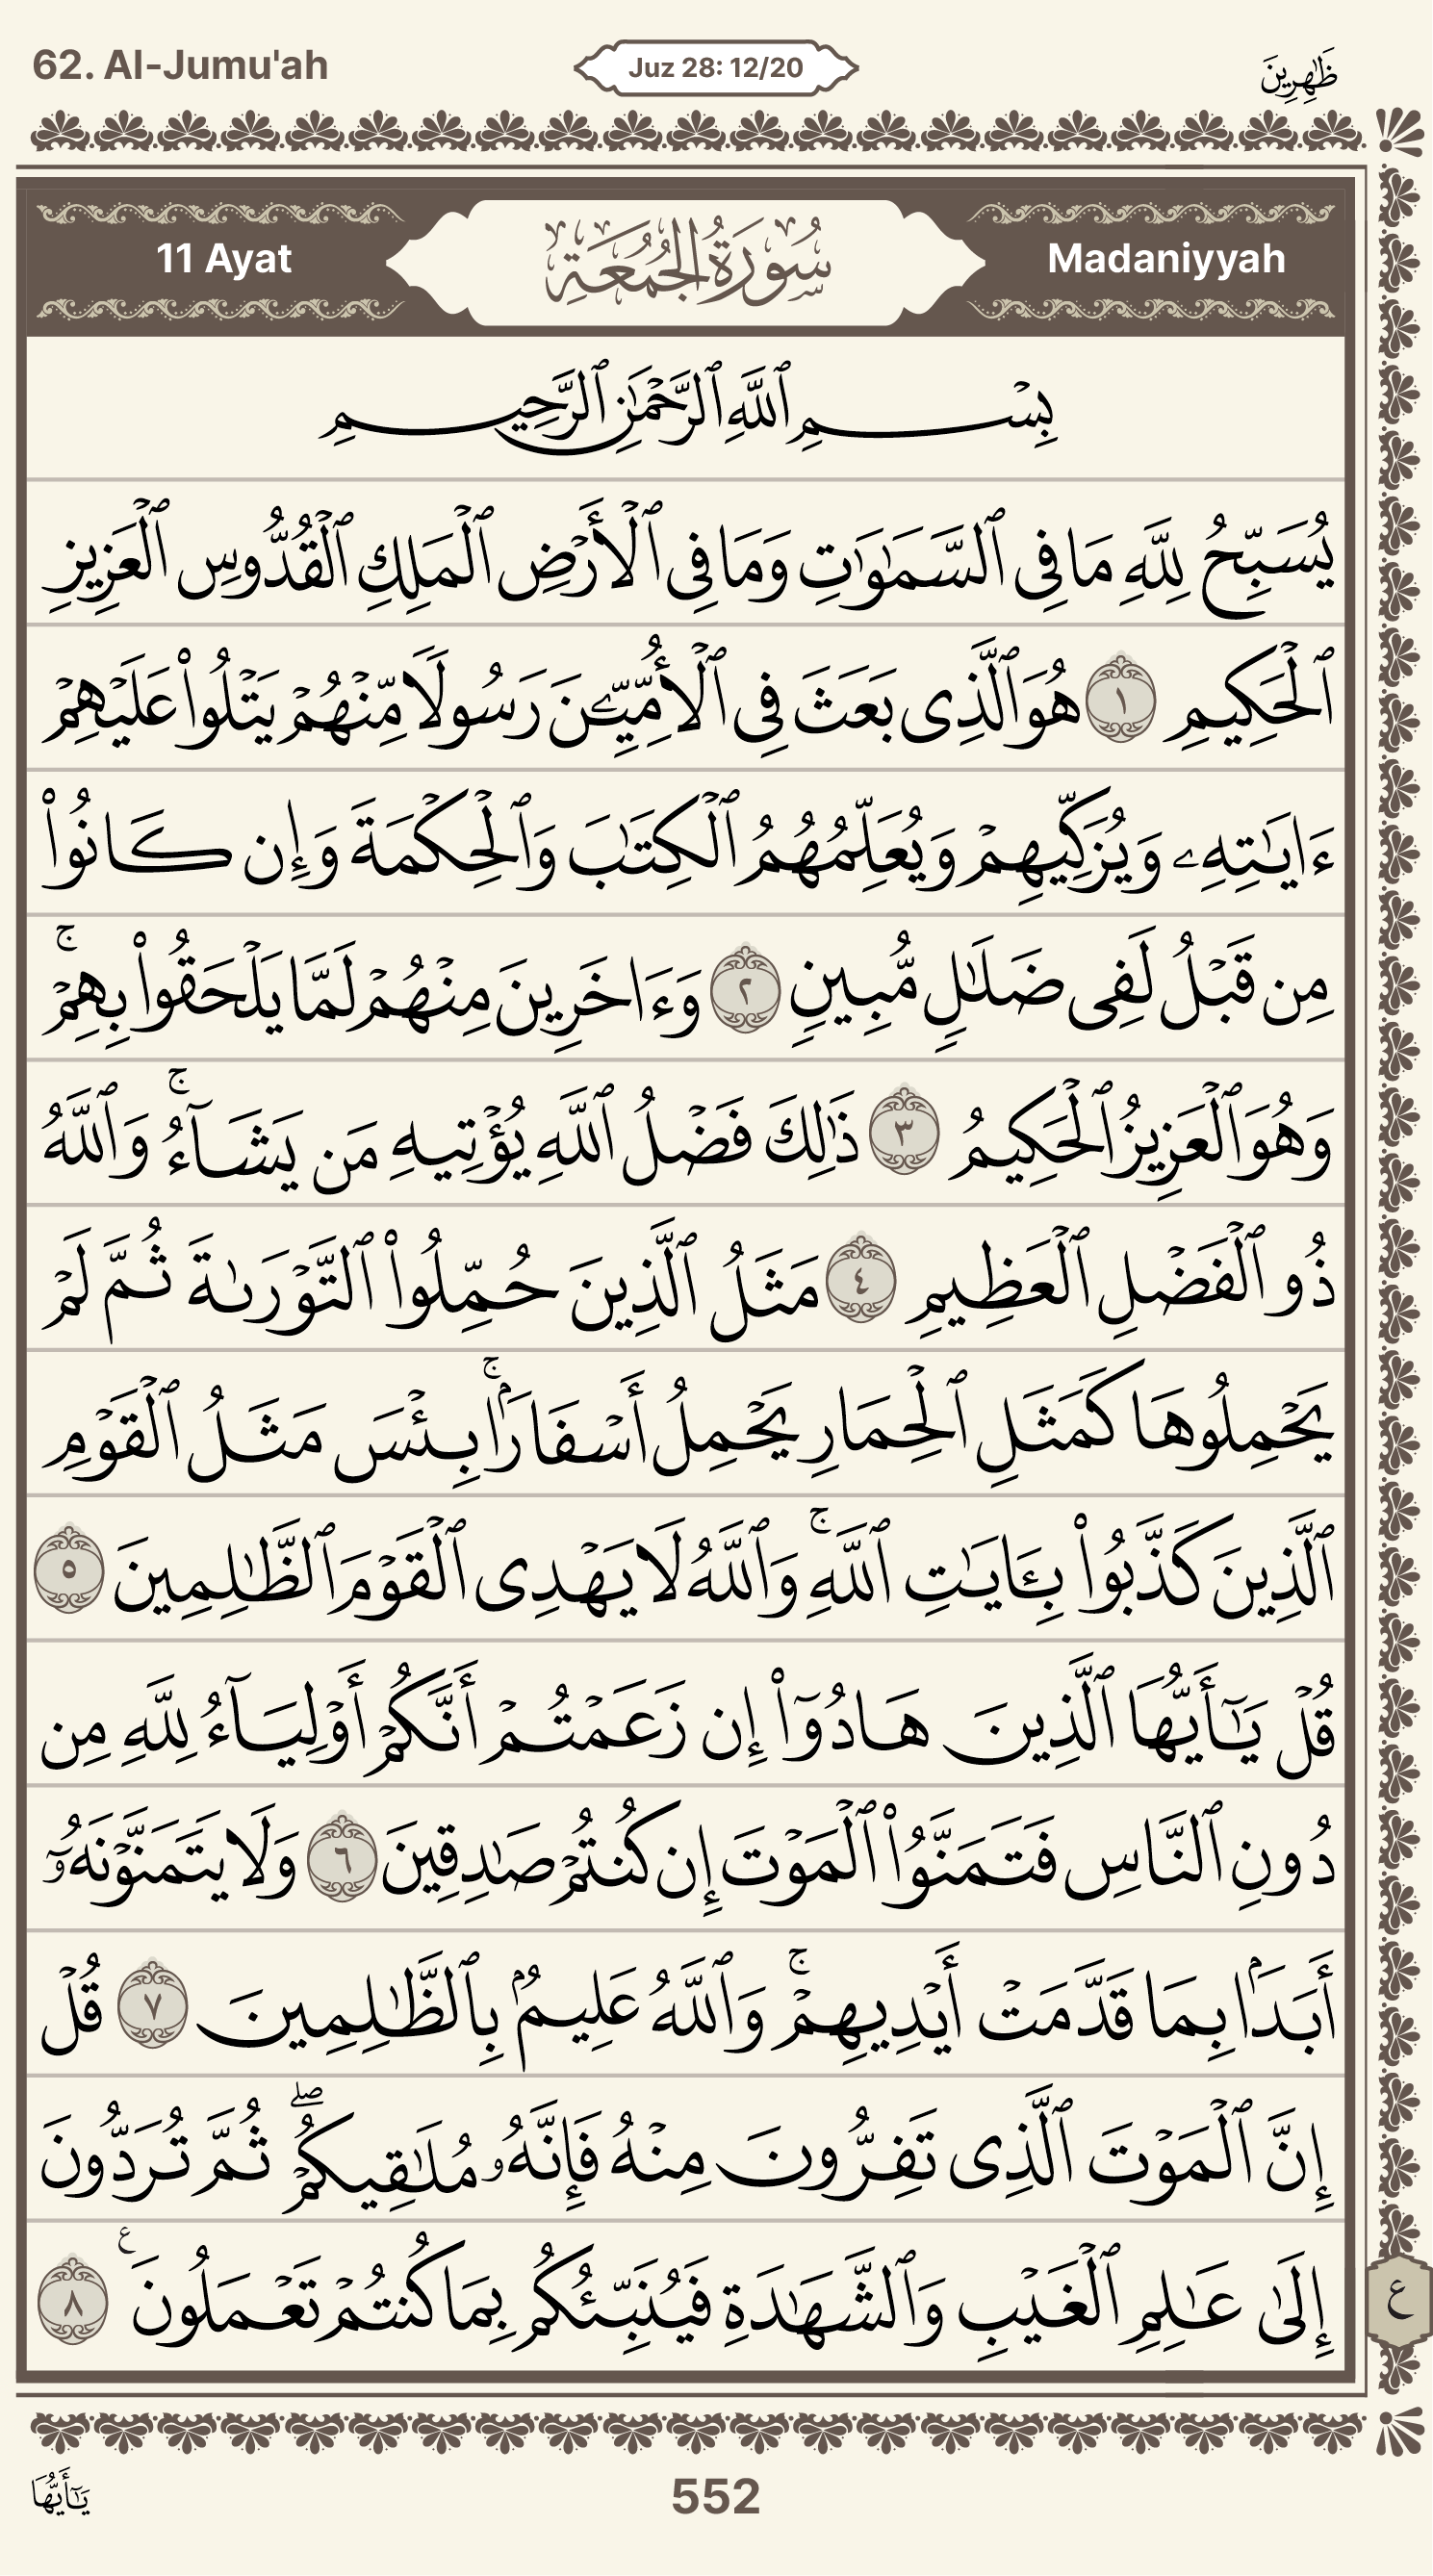 62. Al-Jumu'ah
Juz 28: 12/20
ظَٰهِرِينَ
11 Ayat
سُورَةُ الجُمُعَةِ
Madaniyyah
بِسْمِ ٱللَّهِ ٱلرَّحْمَٰنِ ٱلرَّحِيمِ
يُسَبِّحُ لِلَّهِ مَا فِى ٱلسَّمَٰوَٰتِ وَمَا فِى ٱلْأَرْضِ ٱلْمَلِكِ ٱلْقُدُّوسِ ٱلْعَزِيزِ
ٱلْحَكِيمِ ١ هُوَ ٱلَّذِى بَعَثَ فِى ٱلْأُمِّيِّۦنَ رَسُولًا مِّنْهُمْ يَتْلُوا۟ عَلَيْهِمْ
ءَايَٰتِهِۦ وَيُزَكِّيهِمْ وَيُعَلِّمُهُمُ ٱلْكِتَٰبَ وَٱلْحِكْمَةَ وَإِن كَانُوا۟
مِن قَبْلُ لَفِى ضَلَٰلٍ مُّبِينٍ ٢ وَءَاخَرِينَ مِنْهُمْ لَمَّا يَلْحَقُوا۟ بِهِمْ ۚ
وَهُوَ ٱلْعَزِيزُ ٱلْحَكِيمُ ٣ ذَٰلِكَ فَضْلُ ٱللَّهِ يُؤْتِيهِ مَن يَشَآءُ ۚ وَٱللَّهُ
ذُو ٱلْفَضْلِ ٱلْعَظِيمِ ٤ مَثَلُ ٱلَّذِينَ حُمِّلُوا۟ ٱلتَّوْرَىٰةَ ثُمَّ لَمْ
يَحْمِلُوهَا كَمَثَلِ ٱلْحِمَارِ يَحْمِلُ أَسْفَارًۢا ۚ بِئْسَ مَثَلُ ٱلْقَوْمِ
ٱلَّذِينَ كَذَّبُوا۟ بِـَٔايَٰتِ ٱللَّهِ ۚ وَٱللَّهُ لَا يَهْدِى ٱلْقَوْمَ ٱلظَّٰلِمِينَ ٥
قُلْ يَٰٓأَيُّهَا ٱلَّذِينَ هَادُوٓا۟ إِن زَعَمْتُمْ أَنَّكُمْ أَوْلِيَآءُ لِلَّهِ مِن
دُونِ ٱلنَّاسِ فَتَمَنَّوُا۟ ٱلْمَوْتَ إِن كُنتُمْ صَٰدِقِينَ ٦ وَلَا يَتَمَنَّوْنَهُۥٓ
أَبَدًۢا بِمَا قَدَّمَتْ أَيْدِيهِمْ ۚ وَٱللَّهُ عَلِيمٌۢ بِٱلظَّٰلِمِينَ ٧ قُلْ
إِنَّ ٱلْمَوْتَ ٱلَّذِى تَفِرُّونَ مِنْهُ فَإِنَّهُۥ مُلَٰقِيكُمْ ۖ ثُمَّ تُرَدُّونَ
إِلَىٰ عَٰلِمِ ٱلْغَيْبِ وَٱلشَّهَٰدَةِ فَيُنَبِّئُكُم بِمَا كُنتُمْ تَعْمَلُونَ ع ٨
ع
يَٰٓأَيُّهَا
552